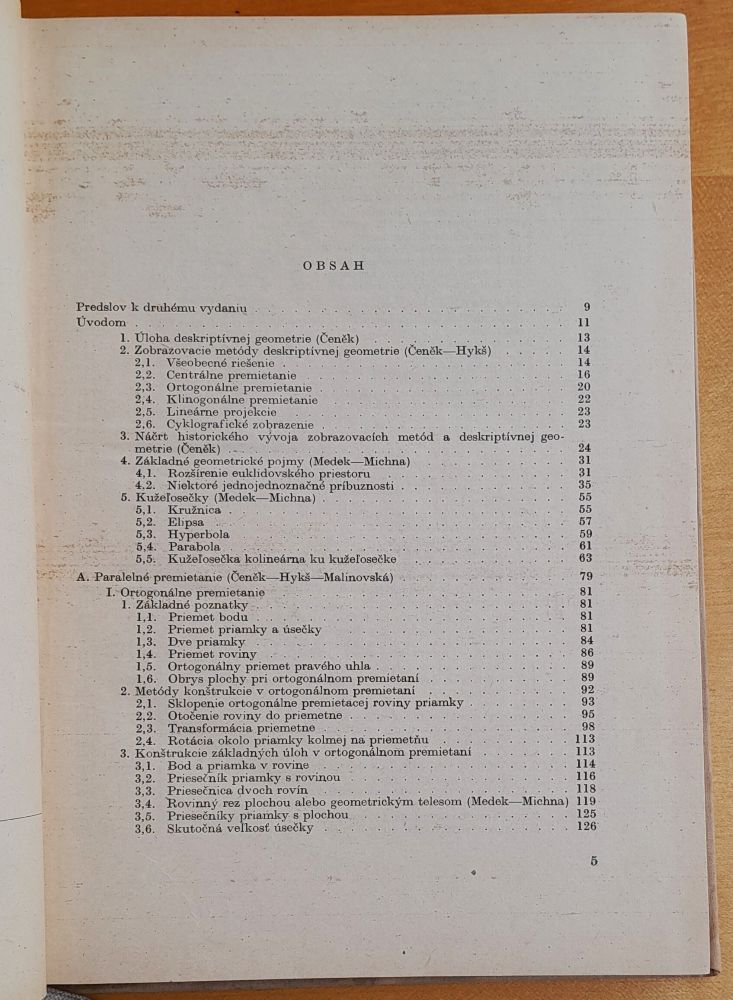 OBSAH
Predslov k druhému vydaniu . . . . . . . . . . . . . . . . . . . . 9
Úvodom . . . . . . . . . . . . . . . . . . . . 11
1. Úloha deskriptívnej geometrie (Čeněk) . . . . . . . . . . 13
2. Zobrazovacie metódy deskriptívnej geometrie (Čeněk—Hykš) . . . . . 14
2,1. Všeobecné riešenie . . . . . . . . . . 14
2,2. Centrálne premietanie . . . . . . . . . . 16
2,3. Ortogonálne premietanie . . . . . . . . . . 20
2,4. Klinogonálne premietanie . . . . . . . . . . 22
2,5. Lineárne projekcie . . . . . . . . . . 23
2,6. Cyklografické zobrazenie . . . . . . . . . . 23
3. Náčrt historického vývoja zobrazovacích metód a deskriptívnej geo-
metrie (Čeněk) . . . . . . . . . . 24
4. Základné geometrické pojmy (Medek—Michna) . . . . . . . . . . 31
4,1. Rozšírenie euklidovského priestoru . . . . . . . . . . 31
4,2. Niektoré jednojednoznačné príbuznosti . . . . . . . . . . 35
5. Kužeľosečky (Medek—Michna) . . . . . . . . . . 55
5,1. Kružnica . . . . . . . . . . 55
5,2. Elipsa . . . . . . . . . . 57
5,3. Hyperbola . . . . . . . . . . 59
5,4. Parabola . . . . . . . . . . 61
5,5. Kužeľosečka kolineárna ku kužeľosečke . . . . . . . . . . 63
A. Paralelné premietanie (Čeněk—Hykš—Malinovská) . . . . . . . . . . 79
I. Ortogonálne premietanie . . . . . . . . . . 81
1. Základné poznatky . . . . . . . . . . 81
1,1. Priemet bodu . . . . . . . . . . 81
1,2. Priemet priamky a úsečky . . . . . . . . . . 81
1,3. Dve priamky . . . . . . . . . . 84
1,4. Priemet roviny . . . . . . . . . . 86
1,5. Ortogonálny priemet pravého uhla . . . . . . . . . . 89
1,6. Obrys plochy pri ortogonálnom premietaní . . . . . . . . . . 89
2. Metódy konštrukcie v ortogonálnom premietaní . . . . . . . . . . 92
2,1. Sklopenie ortogonálne premietacej roviny priamky . . . . . . . 93
2,2. Otočenie roviny do priemetne . . . . . . . . . . 95
2,3. Transformácia priemetne . . . . . . . . . . 98
2,4. Rotácia okolo priamky kolmej na priemetňu . . . . . . . . . . 113
3. Konštrukcie základných úloh v ortogonálnom premietaní . . . . . . . 113
3,1. Bod a priamka v rovine . . . . . . . . . . 114
3,2. Priesečník priamky s rovinou . . . . . . . . . . 116
3,3. Priesečnica dvoch rovín . . . . . . . . . . 118
3,4. Rovinný rez plochou alebo geometrickým telesom (Medek—Michna) 119
3,5. Priesečníky priamky s plochou . . . . . . . . . . 125
3,6. Skutočná veľkosť úsečky . . . . . . . . . . 126
5